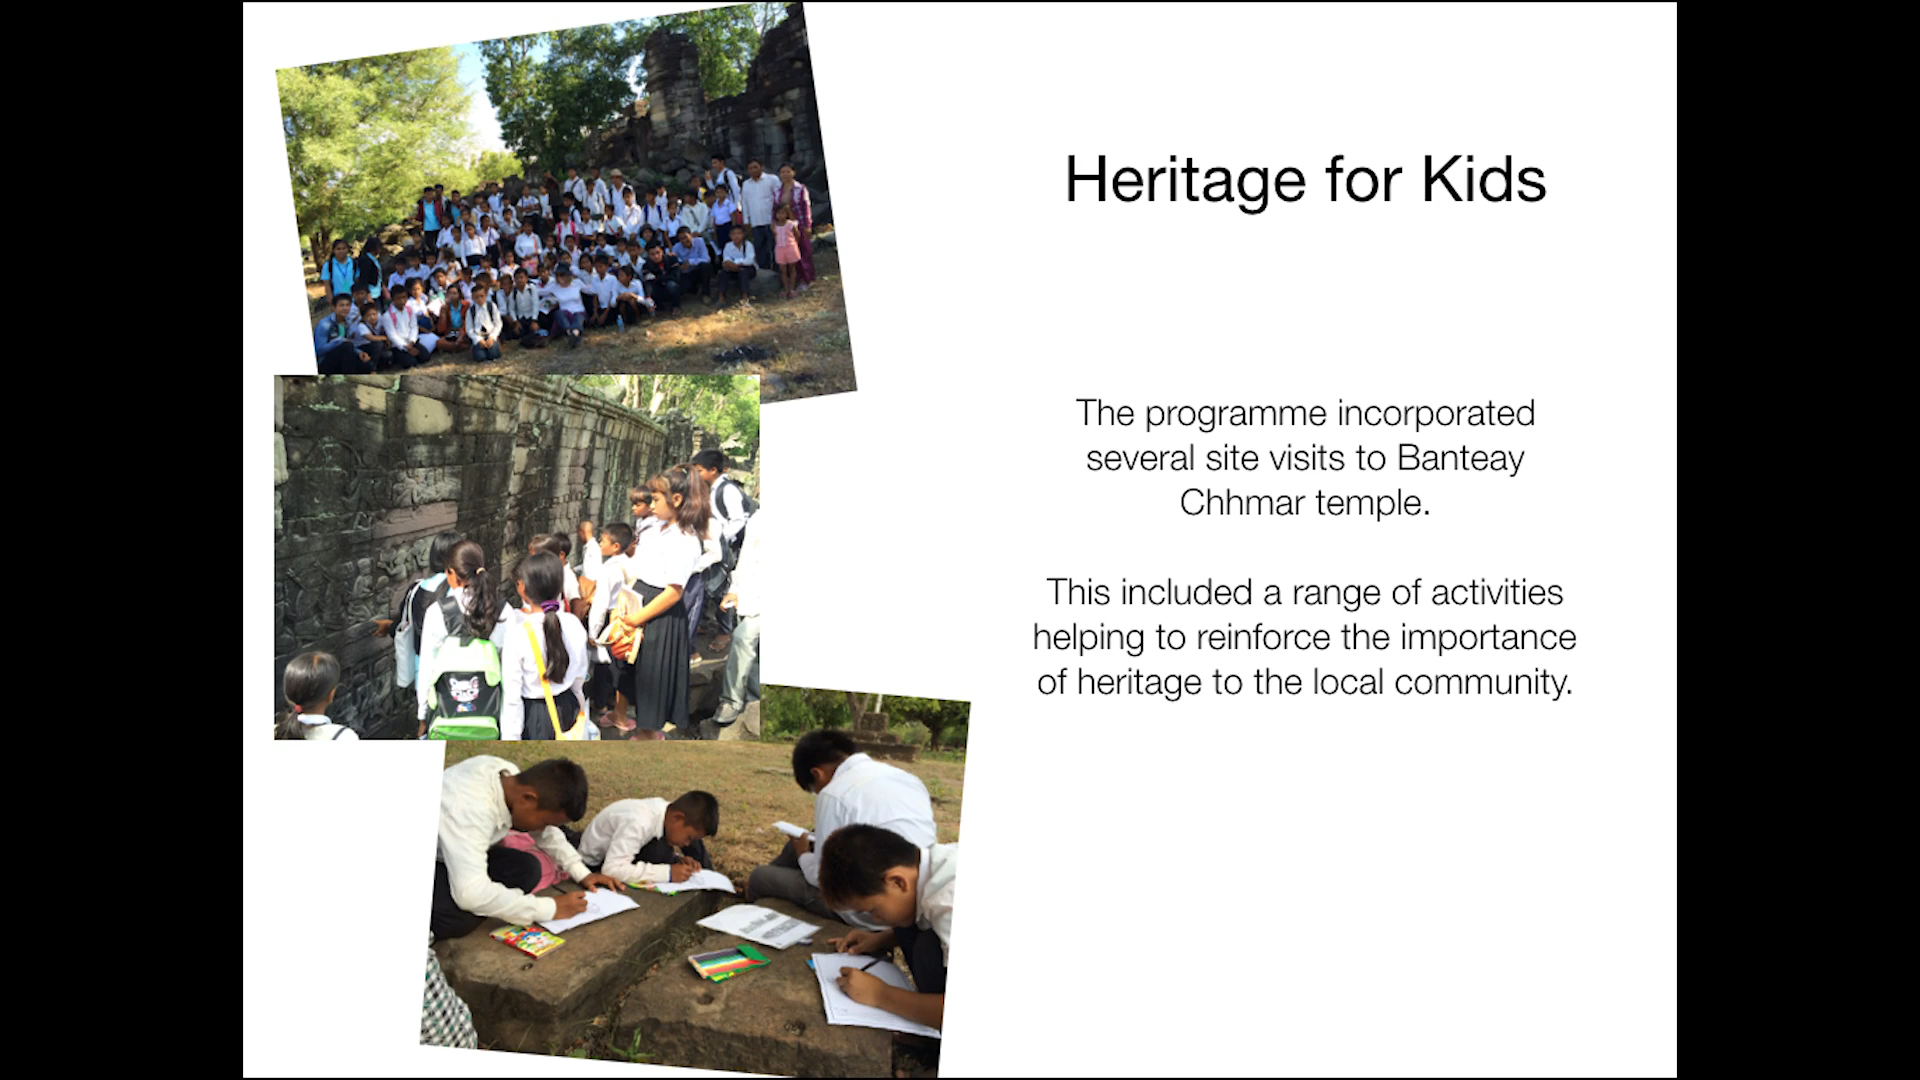 Heritage for Kids
The programme incorporated
several site visits to Banteay
Chhmar temple.
This included a range of activities
helping to reinforce the importance
of heritage to the local community.